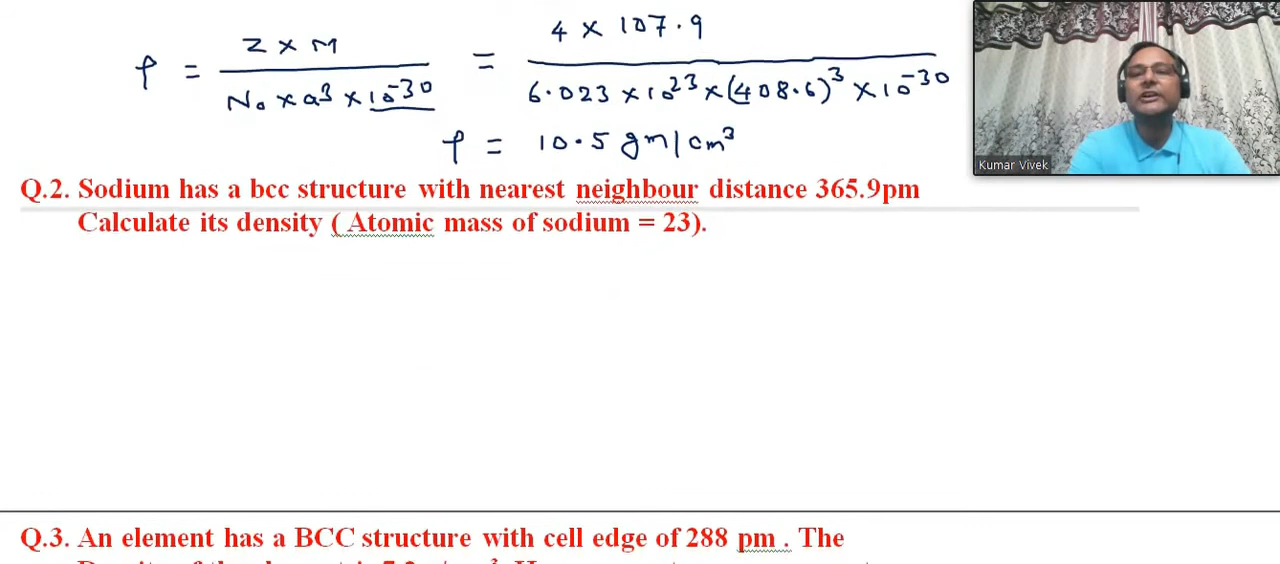 ρ = Z × M / N₀ × a³ × 10⁻³⁰ = 4 × 107.9 / 6.023 × 10²³ × (408.6)³ × 10⁻³⁰
ρ = 10.5 gm/cm³
Kumar Vivek
Q.2. Sodium has a bcc structure with nearest neighbour distance 365.9pm
Calculate its density ( Atomic mass of sodium = 23).
Q.3. An element has a BCC structure with cell edge of 288 pm . The